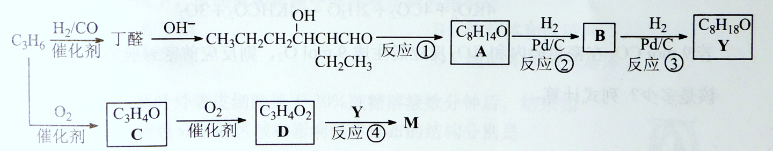 OH
C₃H₆ H₂/CO 催化剂 丁醛 OH⁻ CH₃CH₂CH₂CHCHCHO 反应① C₈H₁₄O A H₂ Pd/C 反应② B H₂ Pd/C 反应③ C₈H₁₈O Y
CH₂CH₃
O₂ 催化剂 C₃H₄O C O₂ 催化剂 C₃H₄O₂ D Y 反应④ M